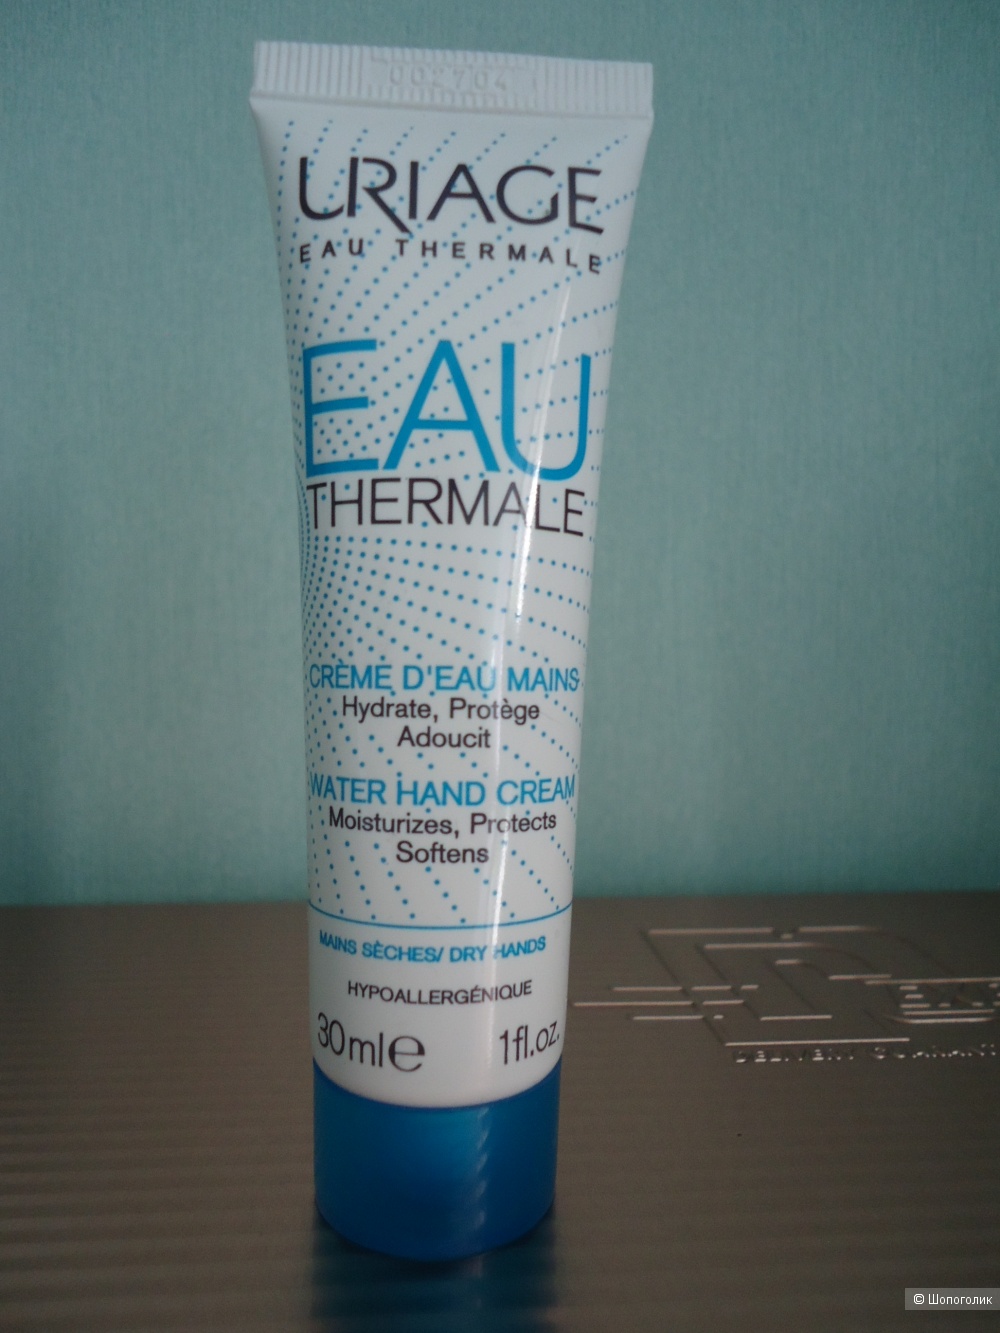 002704
URIAGE
EAU THERMALE
EAU
THERMALE
CRÈME D'EAU MAINS
Hydrate, Protège
Adoucit
WATER HAND CREAM
Moisturizes, Protects
Softens
MAINS SÈCHES/ DRY HANDS
HYPOALLERGÉNIQUE
30ml℮ 1fl.oz.
© Шопоголик